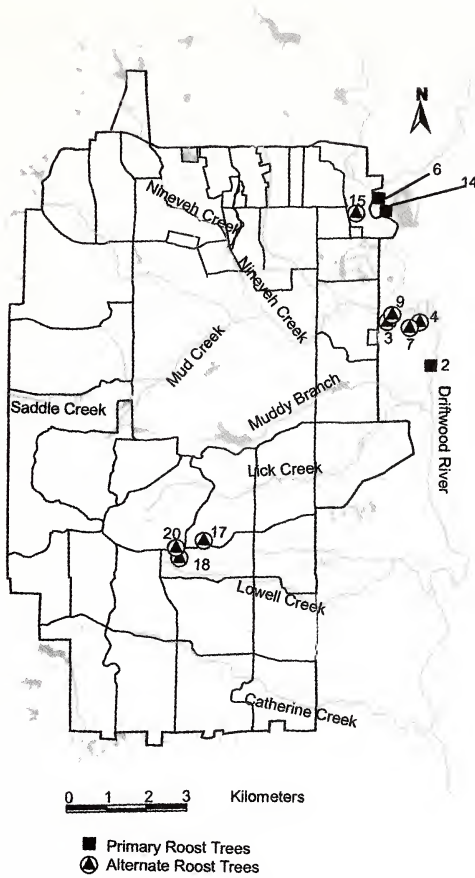 N
6
14
15
Nineveh Creek
Nineveh Creek
9
3
7
4
2
Mud Creek
Muddy Branch
Driftwood River
Saddle Creek
Lick Creek
20
17
18
Lowell Creek
Catherine Creek
0 1 2 3 Kilometers
Primary Roost Trees
Alternate Roost Trees